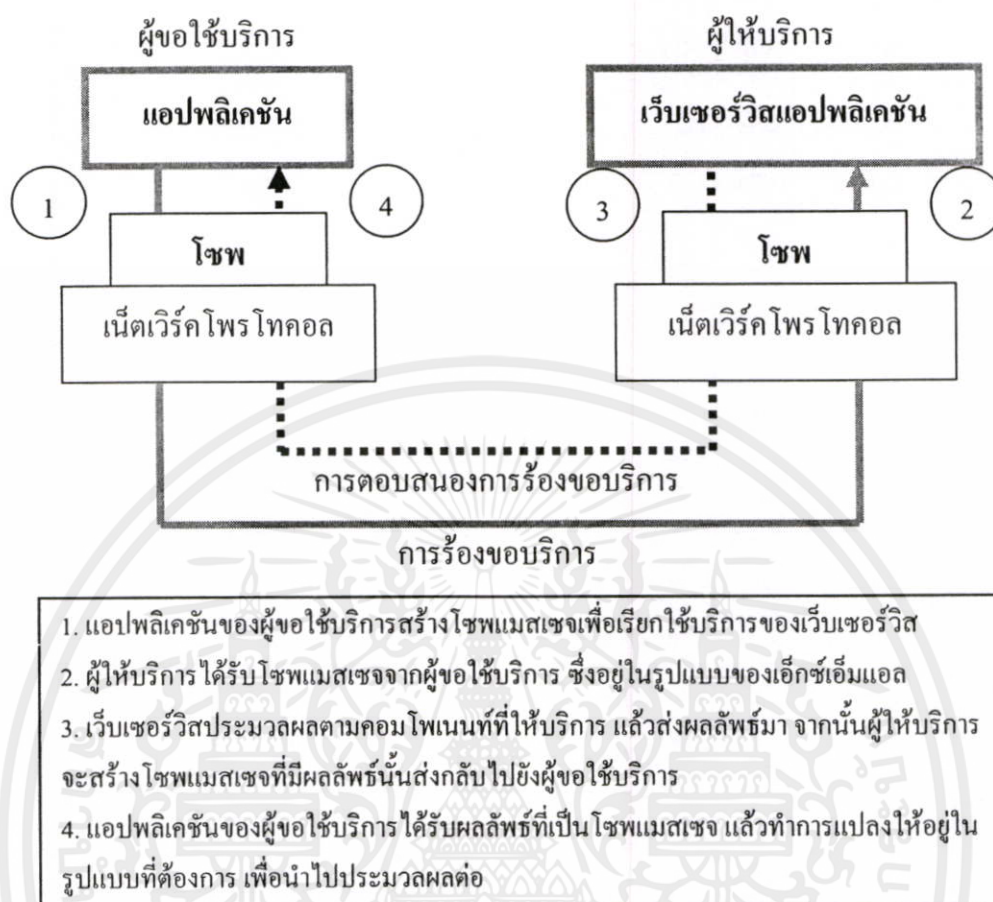 ผู้ขอใช้บริการ
ผู้ให้บริการ
แอปพลิเคชัน
เว็บเซอร์วิสแอปพลิเคชัน
1
4
3
2
โซพ
โซพ
เน็ตเวิร์คโพรโทคอล
เน็ตเวิร์คโพรโทคอล
การตอบสนองการร้องขอบริการ
การร้องขอบริการ
1. แอปพลิเคชันของผู้ขอใช้บริการสร้างโซพแมสเซจเพื่อเรียกใช้บริการของเว็บเซอร์วิส
2. ผู้ให้บริการได้รับโซพแมสเซจจากผู้ขอใช้บริการ ซึ่งอยู่ในรูปแบบของเอ็กซ์เอ็มแอล
3. เว็บเซอร์วิสประมวลผลตามคอมโพเนนท์ที่ให้บริการ แล้วส่งผลลัพธ์มา จากนั้นผู้ให้บริการ
จะสร้างโซพแมสเซจที่มีผลลัพธ์นั้นส่งกลับไปยังผู้ขอใช้บริการ
4. แอปพลิเคชันของผู้ขอใช้บริการได้รับผลลัพธ์ที่เป็นโซพแมสเซจ แล้วทำการแปลงให้อยู่ใน
รูปแบบที่ต้องการ เพื่อนำไปประมวลผลต่อ